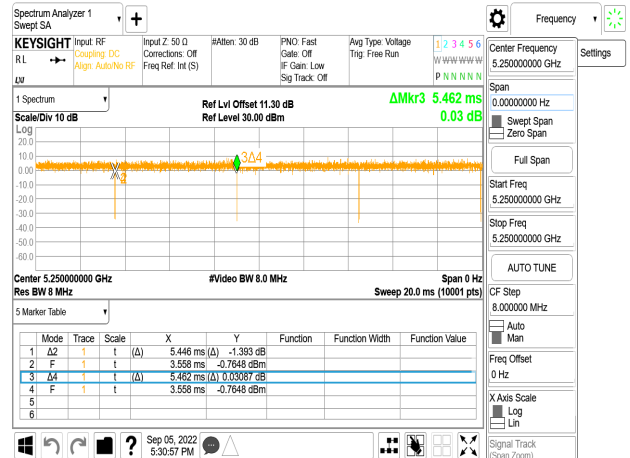 Spectrum Analyzer 1
Swept SA
Frequency
KEYSIGHT
RL
Input: RF
Coupling: DC
Align: Auto/No RF
Input Z: 50 Ω
Corrections: Off
Freq Ref: Int (S)
#Atten: 30 dB
PNO: Fast
Gate: Off
IF Gain: Low
Sig Track: Off
Avg Type: Voltage
Trig: Free Run
1 2 3 4 5 6
W W W W W W
P N N N N N
Center Frequency
5.250000000 GHz
Settings
Span
0.00000000 Hz
Swept Span
Zero Span
Full Span
Start Freq
5.250000000 GHz
Stop Freq
5.250000000 GHz
AUTO TUNE
CF Step
8.000000 MHz
Auto
Man
Freq Offset
0 Hz
X Axis Scale
Log
Lin
Signal Track
(Span Zoom)
1 Spectrum
Scale/Div 10 dB
Ref Lvl Offset 11.30 dB
Ref Level 30.00 dBm
ΔMkr3 5.462 ms
0.03 dB
Log
20.0
10.0
0.00
-10.0
-20.0
-30.0
-40.0
-50.0
-60.0
2
3Δ4
Center 5.250000000 GHz
Res BW 8 MHz
#Video BW 8.0 MHz
Span 0 Hz
Sweep 20.0 ms (10001 pts)
5 Marker Table
Mode Trace Scale X Y Function Function Width Function Value
1 Δ2 1 t (Δ) 5.446 ms (Δ) -1.393 dB
2 F 1 t 3.558 ms -0.7648 dBm
3 Δ4 1 t (Δ) 5.462 ms (Δ) 0.03087 dB
4 F 1 t 3.558 ms -0.7648 dBm
5
6
?
Sep 05, 2022
5:30:57 PM